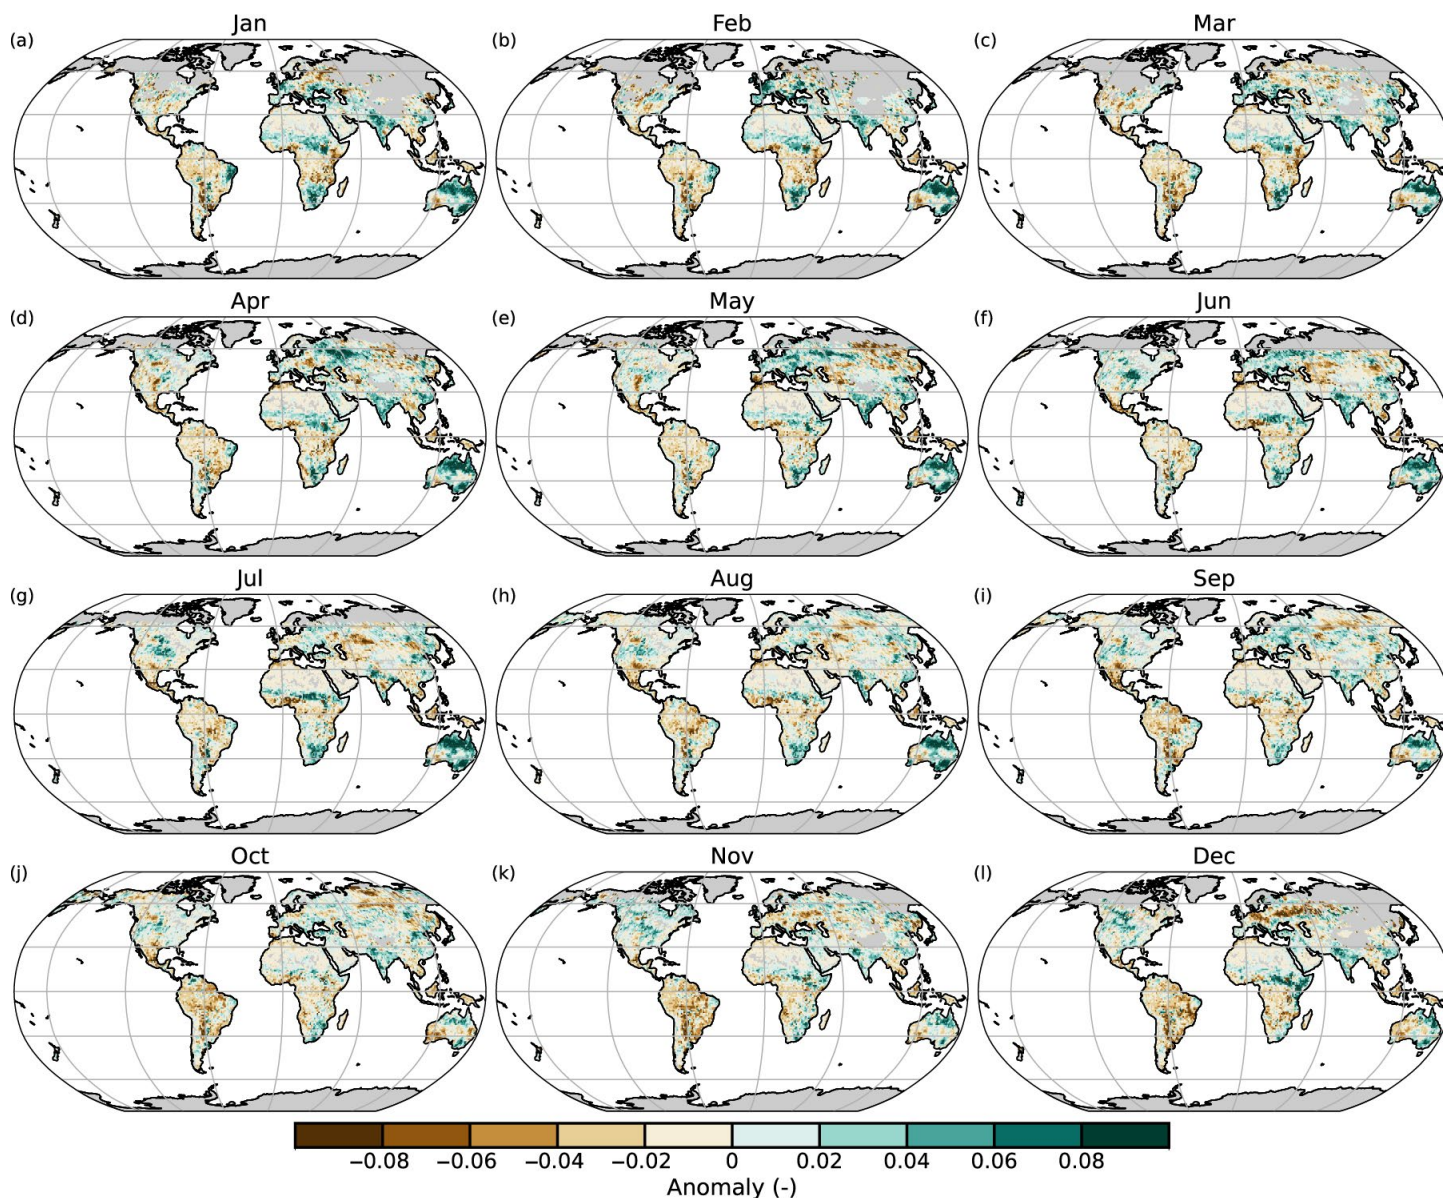 Jan
Feb
Mar
(a)
(b)
(c)
Apr
May
Jun
(d)
(e)
(f)
Jul
Aug
Sep
(g)
(h)
(i)
Oct
Nov
Dec
(j)
(k)
(l)
−0.08 −0.06 −0.04 −0.02 0 0.02 0.04 0.06 0.08
Anomaly (-)